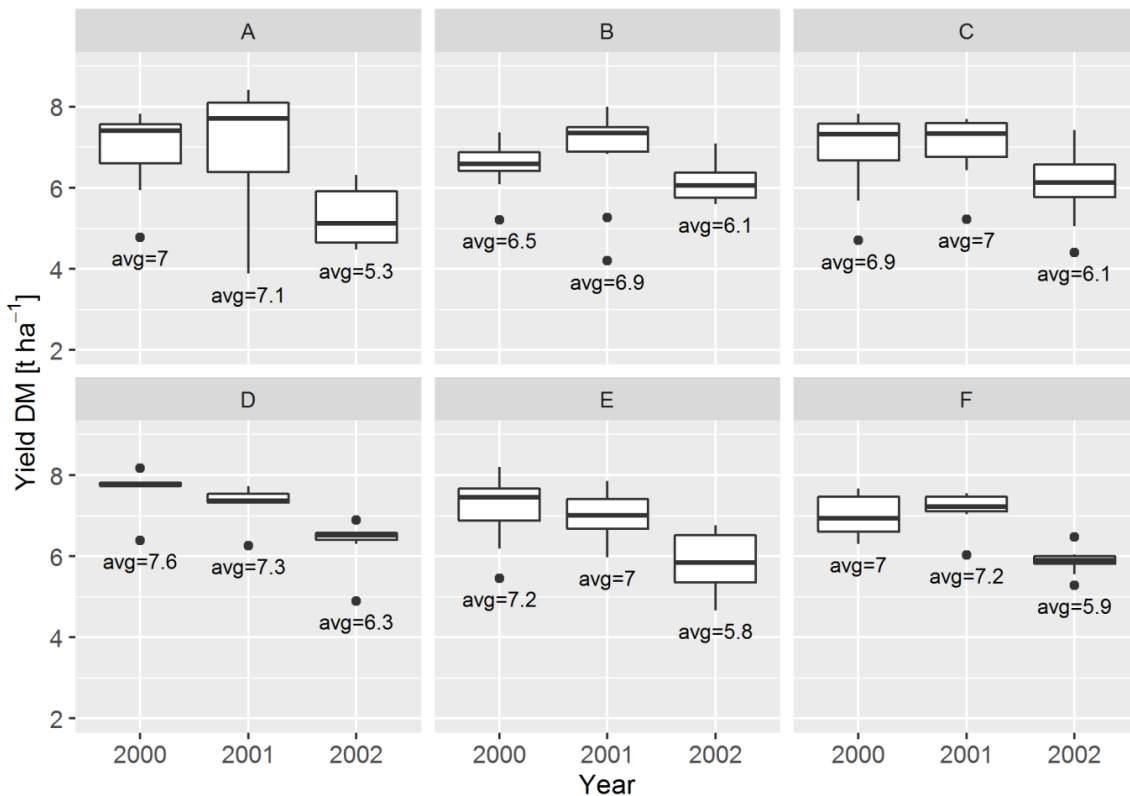 A B C
8
6
4
2
avg=7 avg=7.1 avg=5.3
avg=6.5 avg=6.9 avg=6.1
avg=6.9 avg=7 avg=6.1
D E F
8
6
4
2
avg=7.6 avg=7.3 avg=6.3
avg=7.2 avg=7 avg=5.8
avg=7 avg=7.2 avg=5.9
2000 2001 2002 2000 2001 2002 2000 2001 2002
Year
Yield DM [t ha⁻¹]